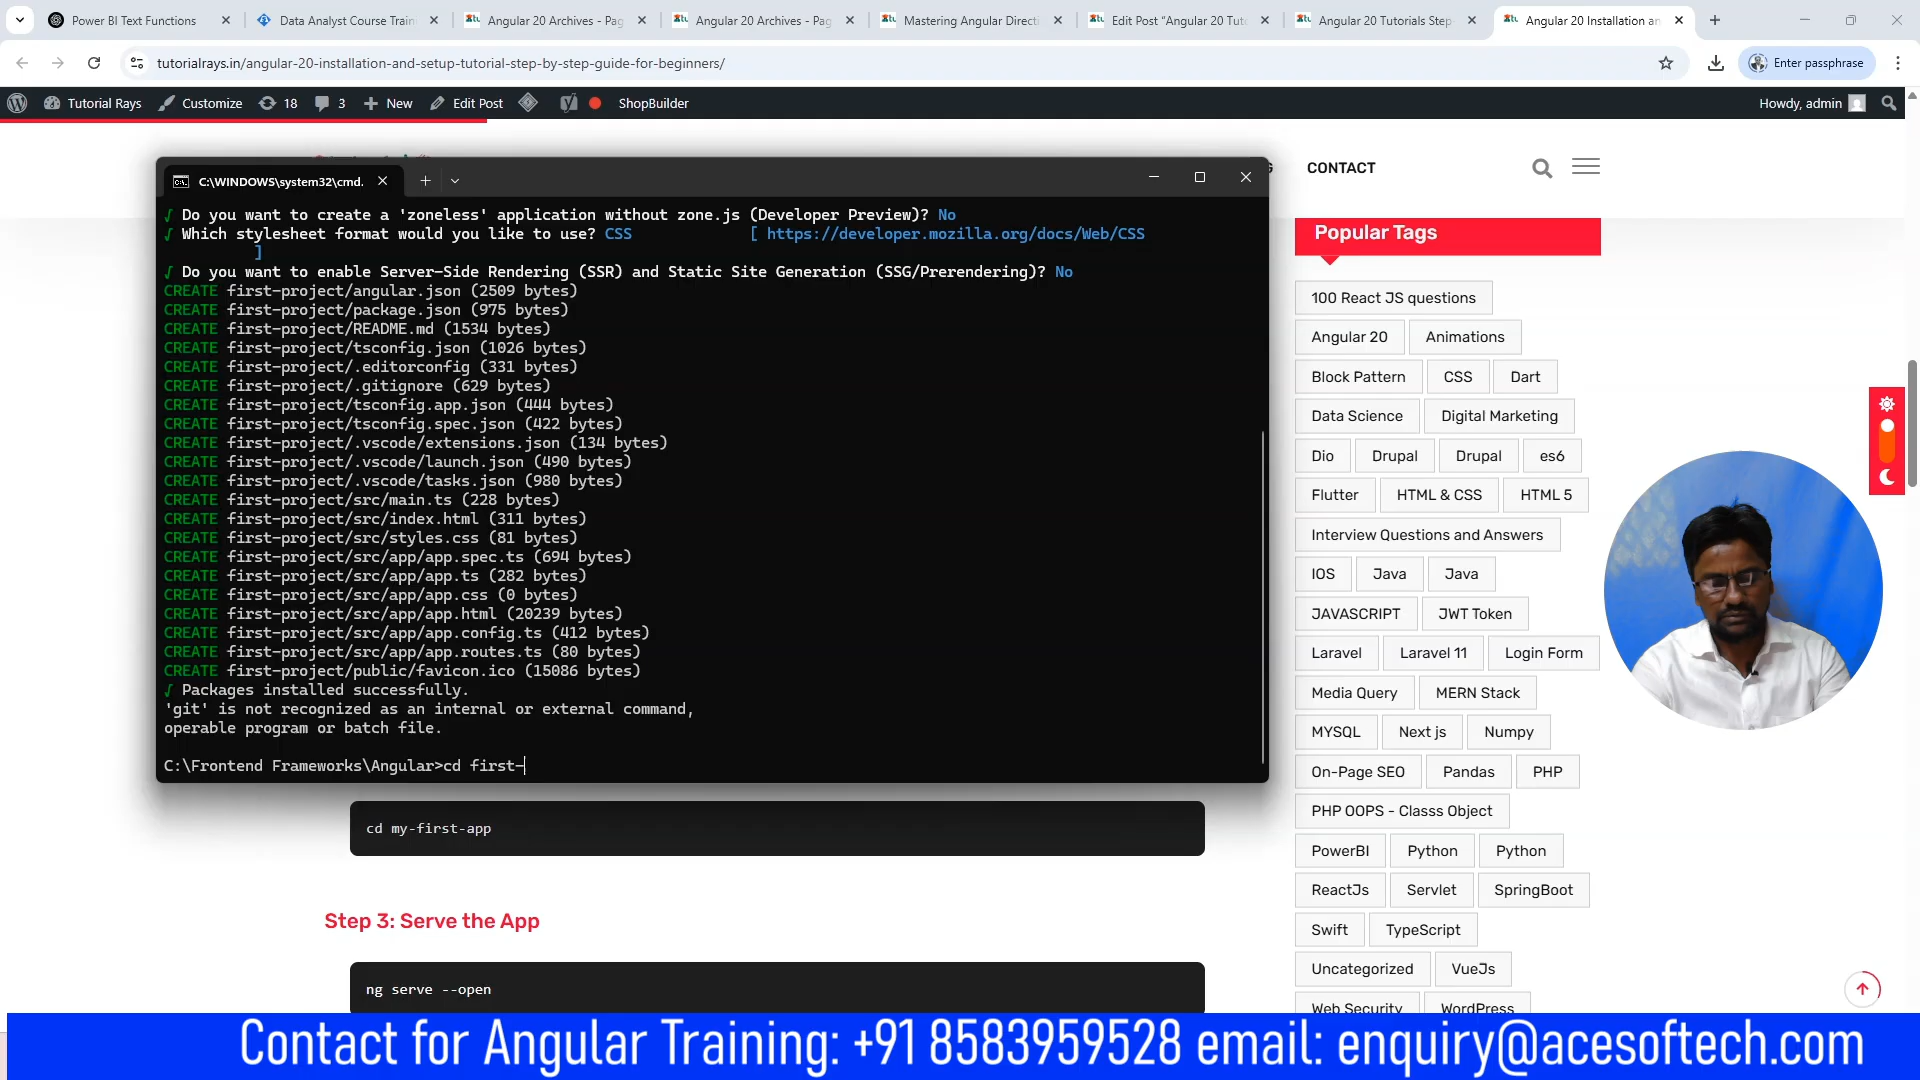 Power BI Text Functions
Data Analyst Course Train
Angular 20 Archives - Pag
Angular 20 Archives - Pag
Mastering Angular Directi
Edit Post "Angular 20 Tuto
Angular 20 Tutorials Step
Angular 20 Installation an
tutorialrays.in/angular-20-installation-and-setup-tutorial-step-by-step-guide-for-beginners/
Enter passphrase
Tutorial Rays
Customize
18
3
New
Edit Post
ShopBuilder
Howdy, admin
CONTACT
C:\WINDOWS\system32\cmd.
√ Do you want to create a 'zoneless' application without zone.js (Developer Preview)? No
√ Which stylesheet format would you like to use? CSS [ https://developer.mozilla.org/docs/Web/CSS
]
√ Do you want to enable Server-Side Rendering (SSR) and Static Site Generation (SSG/Prerendering)? No
CREATE first-project/angular.json (2509 bytes)
CREATE first-project/package.json (975 bytes)
CREATE first-project/README.md (1534 bytes)
CREATE first-project/tsconfig.json (1026 bytes)
CREATE first-project/.editorconfig (331 bytes)
CREATE first-project/.gitignore (629 bytes)
CREATE first-project/tsconfig.app.json (444 bytes)
CREATE first-project/tsconfig.spec.json (422 bytes)
CREATE first-project/.vscode/extensions.json (134 bytes)
CREATE first-project/.vscode/launch.json (490 bytes)
CREATE first-project/.vscode/tasks.json (980 bytes)
CREATE first-project/src/main.ts (228 bytes)
CREATE first-project/src/index.html (311 bytes)
CREATE first-project/src/styles.css (81 bytes)
CREATE first-project/src/app/app.spec.ts (694 bytes)
CREATE first-project/src/app/app.ts (282 bytes)
CREATE first-project/src/app/app.css (0 bytes)
CREATE first-project/src/app/app.html (20239 bytes)
CREATE first-project/src/app/app.config.ts (412 bytes)
CREATE first-project/src/app/app.routes.ts (80 bytes)
CREATE first-project/public/favicon.ico (15086 bytes)
√ Packages installed successfully.
'git' is not recognized as an internal or external command,
operable program or batch file.
C:\Frontend Frameworks\Angular>cd first-
cd my-first-app
Step 3: Serve the App
ng serve --open
Popular Tags
100 React JS questions
Angular 20 Animations
Block Pattern CSS Dart
Data Science Digital Marketing
Dio Drupal Drupal es6
Flutter HTML & CSS HTML 5
Interview Questions and Answers
IOS Java Java
JAVASCRIPT JWT Token
Laravel Laravel 11 Login Form
Media Query MERN Stack
MYSQL Next js Numpy
On-Page SEO Pandas PHP
PHP OOPS - Classs Object
PowerBI Python Python
ReactJs Servlet SpringBoot
Swift TypeScript
Uncategorized VueJs
Web Security WordPress
Contact for Angular Training: +91 8583959528 email: enquiry@acesoftech.com